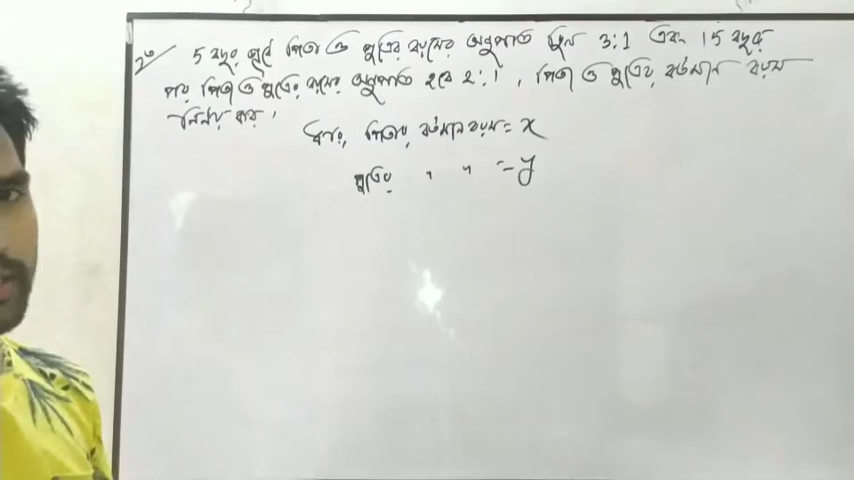 ২৩ 5 বছর পূর্বে পিতা ও পুত্রের বয়সের অনুপাত ছিল 3:1 এবং 15 বছর
পর পিতা ও পুত্রের বয়সের অনুপাত হবে 2:1, পিতা ও পুত্রের বর্তমান বয়স
নির্ণয় কর।
ধরি, পিতার বর্তমান বয়স = x
পুত্রের " " = y